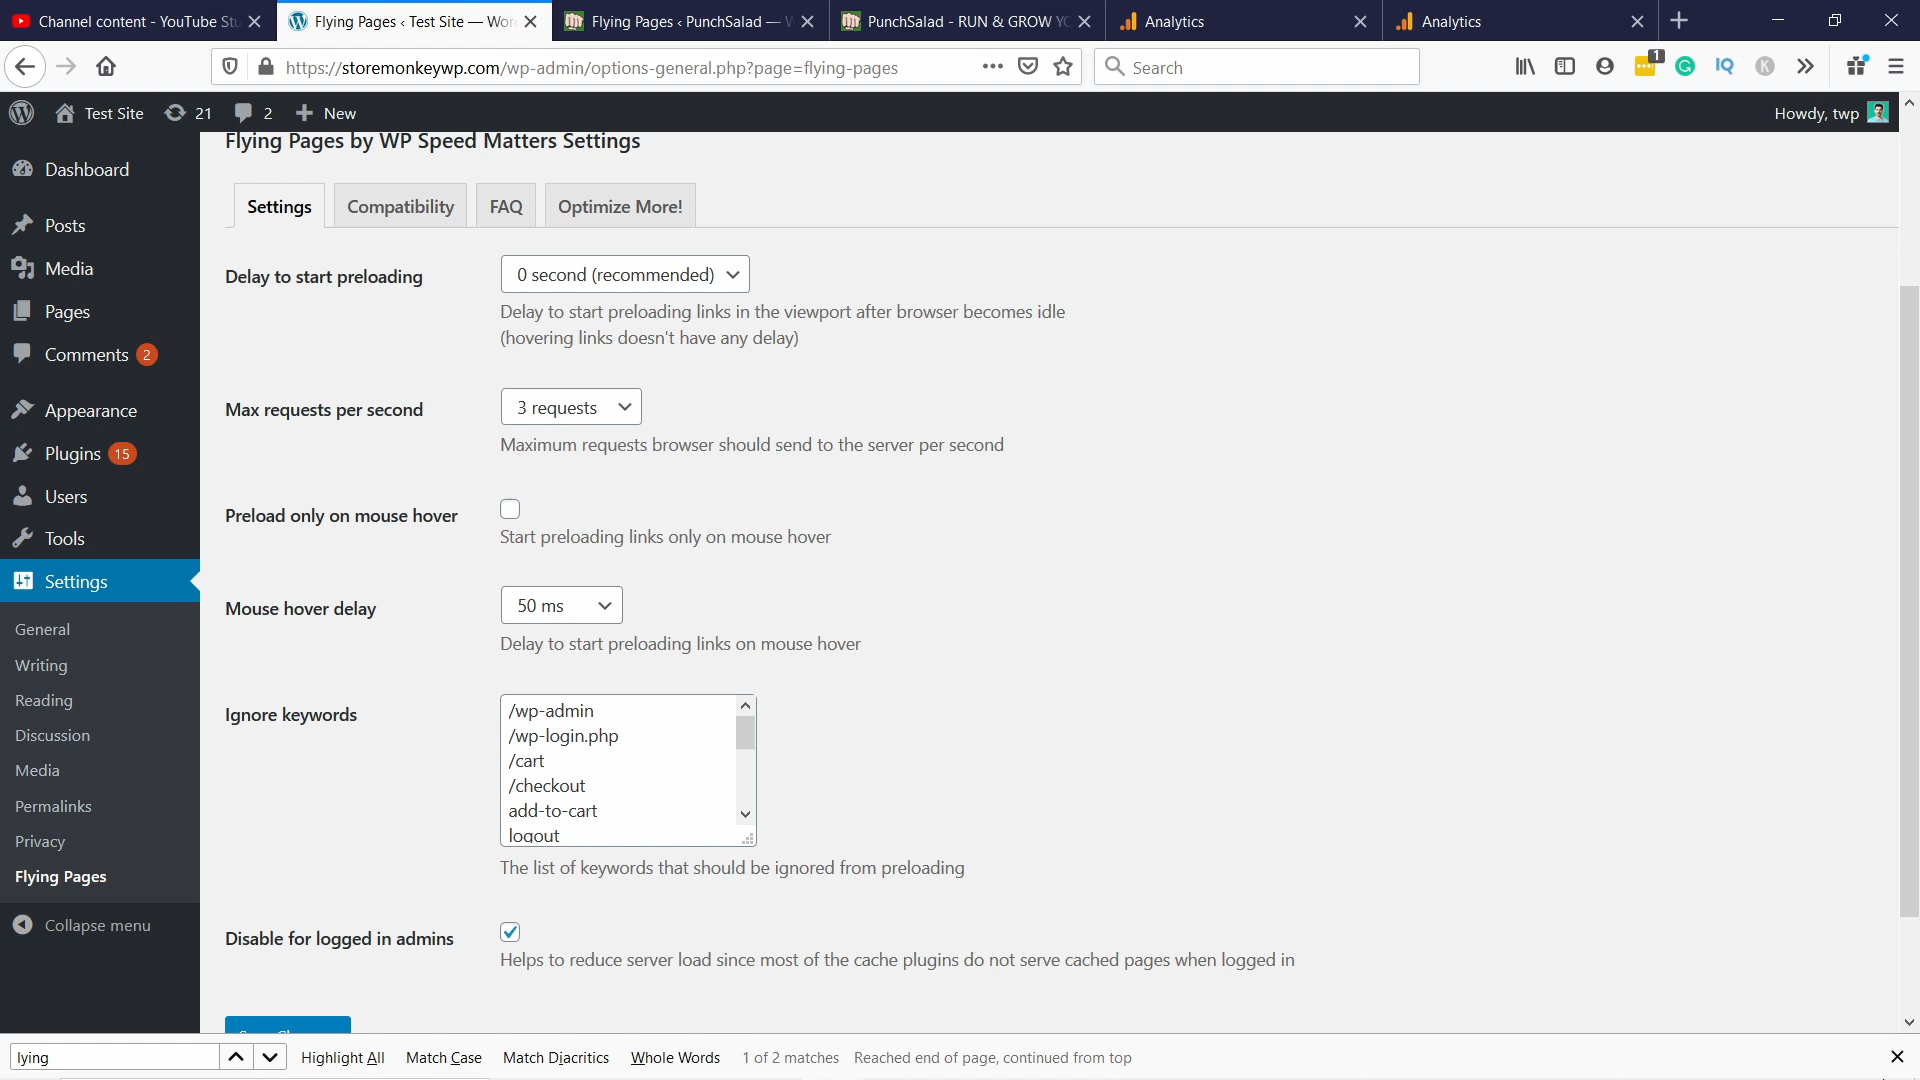 Channel content - YouTube Stu
Flying Pages ‹ Test Site — Wor
Flying Pages ‹ PunchSalad — W
PunchSalad - RUN & GROW YO
Analytics
Analytics
https://storemonkeywp.com/wp-admin/options-general.php?page=flying-pages
Search
1
Test Site
21
2
New
Howdy, twp
Flying Pages by WP Speed Matters Settings
Dashboard
Posts
Media
Pages
Comments 2
Appearance
Plugins 15
Users
Tools
Settings
General
Writing
Reading
Discussion
Media
Permalinks
Privacy
Flying Pages
Collapse menu
Settings
Compatibility
FAQ
Optimize More!
Delay to start preloading
0 second (recommended)
Delay to start preloading links in the viewport after browser becomes idle
(hovering links doesn't have any delay)
Max requests per second
3 requests
Maximum requests browser should send to the server per second
Preload only on mouse hover
Start preloading links only on mouse hover
Mouse hover delay
50 ms
Delay to start preloading links on mouse hover
Ignore keywords
/wp-admin
/wp-login.php
/cart
/checkout
add-to-cart
logout
The list of keywords that should be ignored from preloading
Disable for logged in admins
Helps to reduce server load since most of the cache plugins do not serve cached pages when logged in
lying
Highlight All
Match Case
Match Diacritics
Whole Words
1 of 2 matches
Reached end of page, continued from top